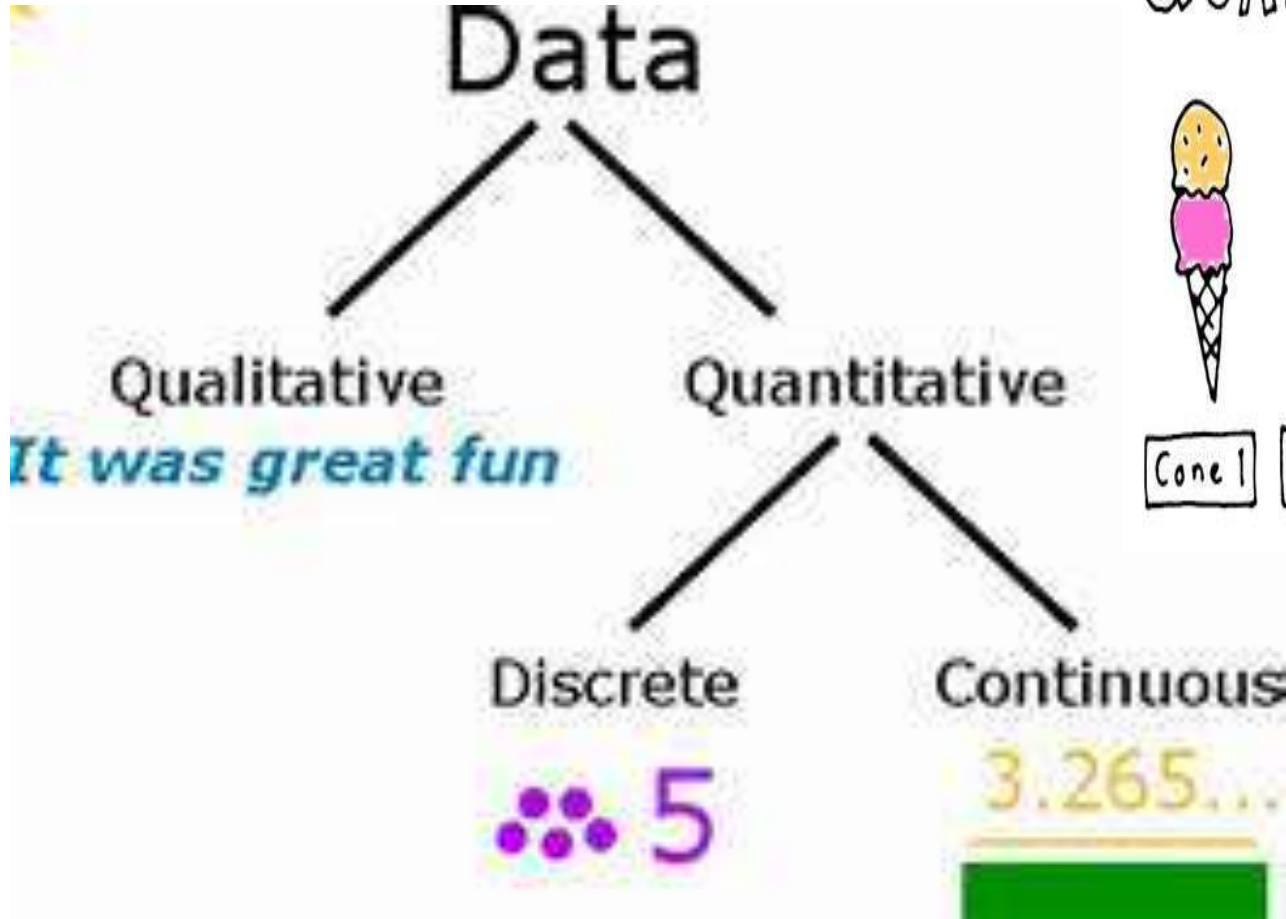 Data
Qualitative
Quantitative
It was great fun
Cone 1
Discrete
Continuous
5
3.265...